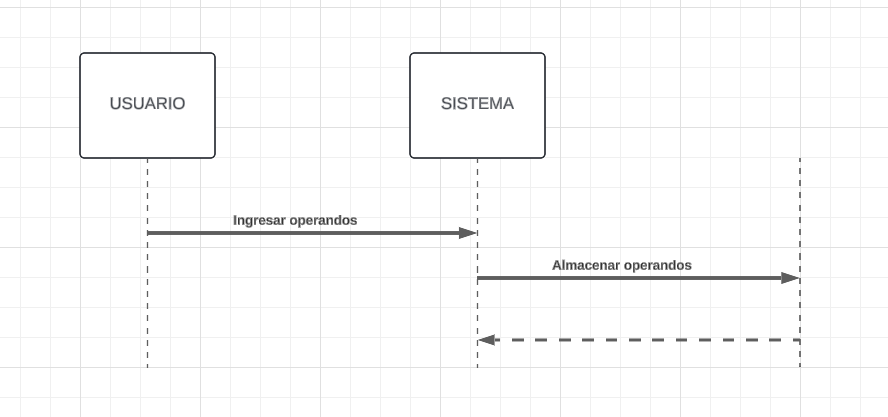 USUARIO
SISTEMA
Ingresar operandos
Almacenar operandos